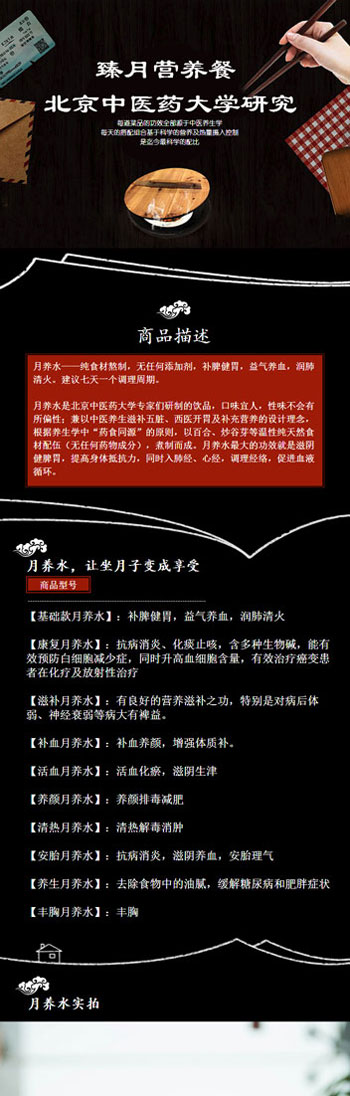 臻月营养餐
北京中医药大学研究
每道菜品的功效全部源于中医养生学
每天的搭配组合基于科学的营养及热量摄入控制
是迄今最科学的配比
商品描述
月养水——纯食材熬制，无任何添加剂，补脾健胃，益气养血，润肺
清火。建议七天一个调理周期。
月养水是北京中医药大学专家们研制的饮品，口味宜人，性味不会有
所偏性；兼以中医养生滋补五脏、西医开胃及补充营养的设计理念，
根据养生学中“药食同源”的原则，以百合、炒谷芽等温性纯天然食
材配伍（无任何药物成分），煮制而成。月养水最大的功效就是滋阴
健脾胃，提高身体抵抗力，同时入肺经、心经，调理经络，促进血液
循环。
月养水，让坐月子变成享受
商品型号
【基础款月养水】：补脾健胃，益气养血，润肺清火
【康复月养水】：抗病消炎、化痰止咳，含多种生物碱，能有
效预防白细胞减少症，同时升高血细胞含量，有效治疗癌变患
者在化疗及放射性治疗
【滋补月养水】：有良好的营养滋补之功，特别是对病后体
弱、神经衰弱等病大有裨益。
【补血月养水】：补血养颜，增强体质补。
【活血月养水】：活血化瘀，滋阴生津
【养颜月养水】：养颜排毒减肥
【清热月养水】：清热解毒消肿
【安胎月养水】：抗病消炎，滋阴养血，安胎理气
【养生月养水】：去除食物中的油腻，缓解糖尿病和肥胖症状
【丰胸月养水】：丰胸
月养水实拍